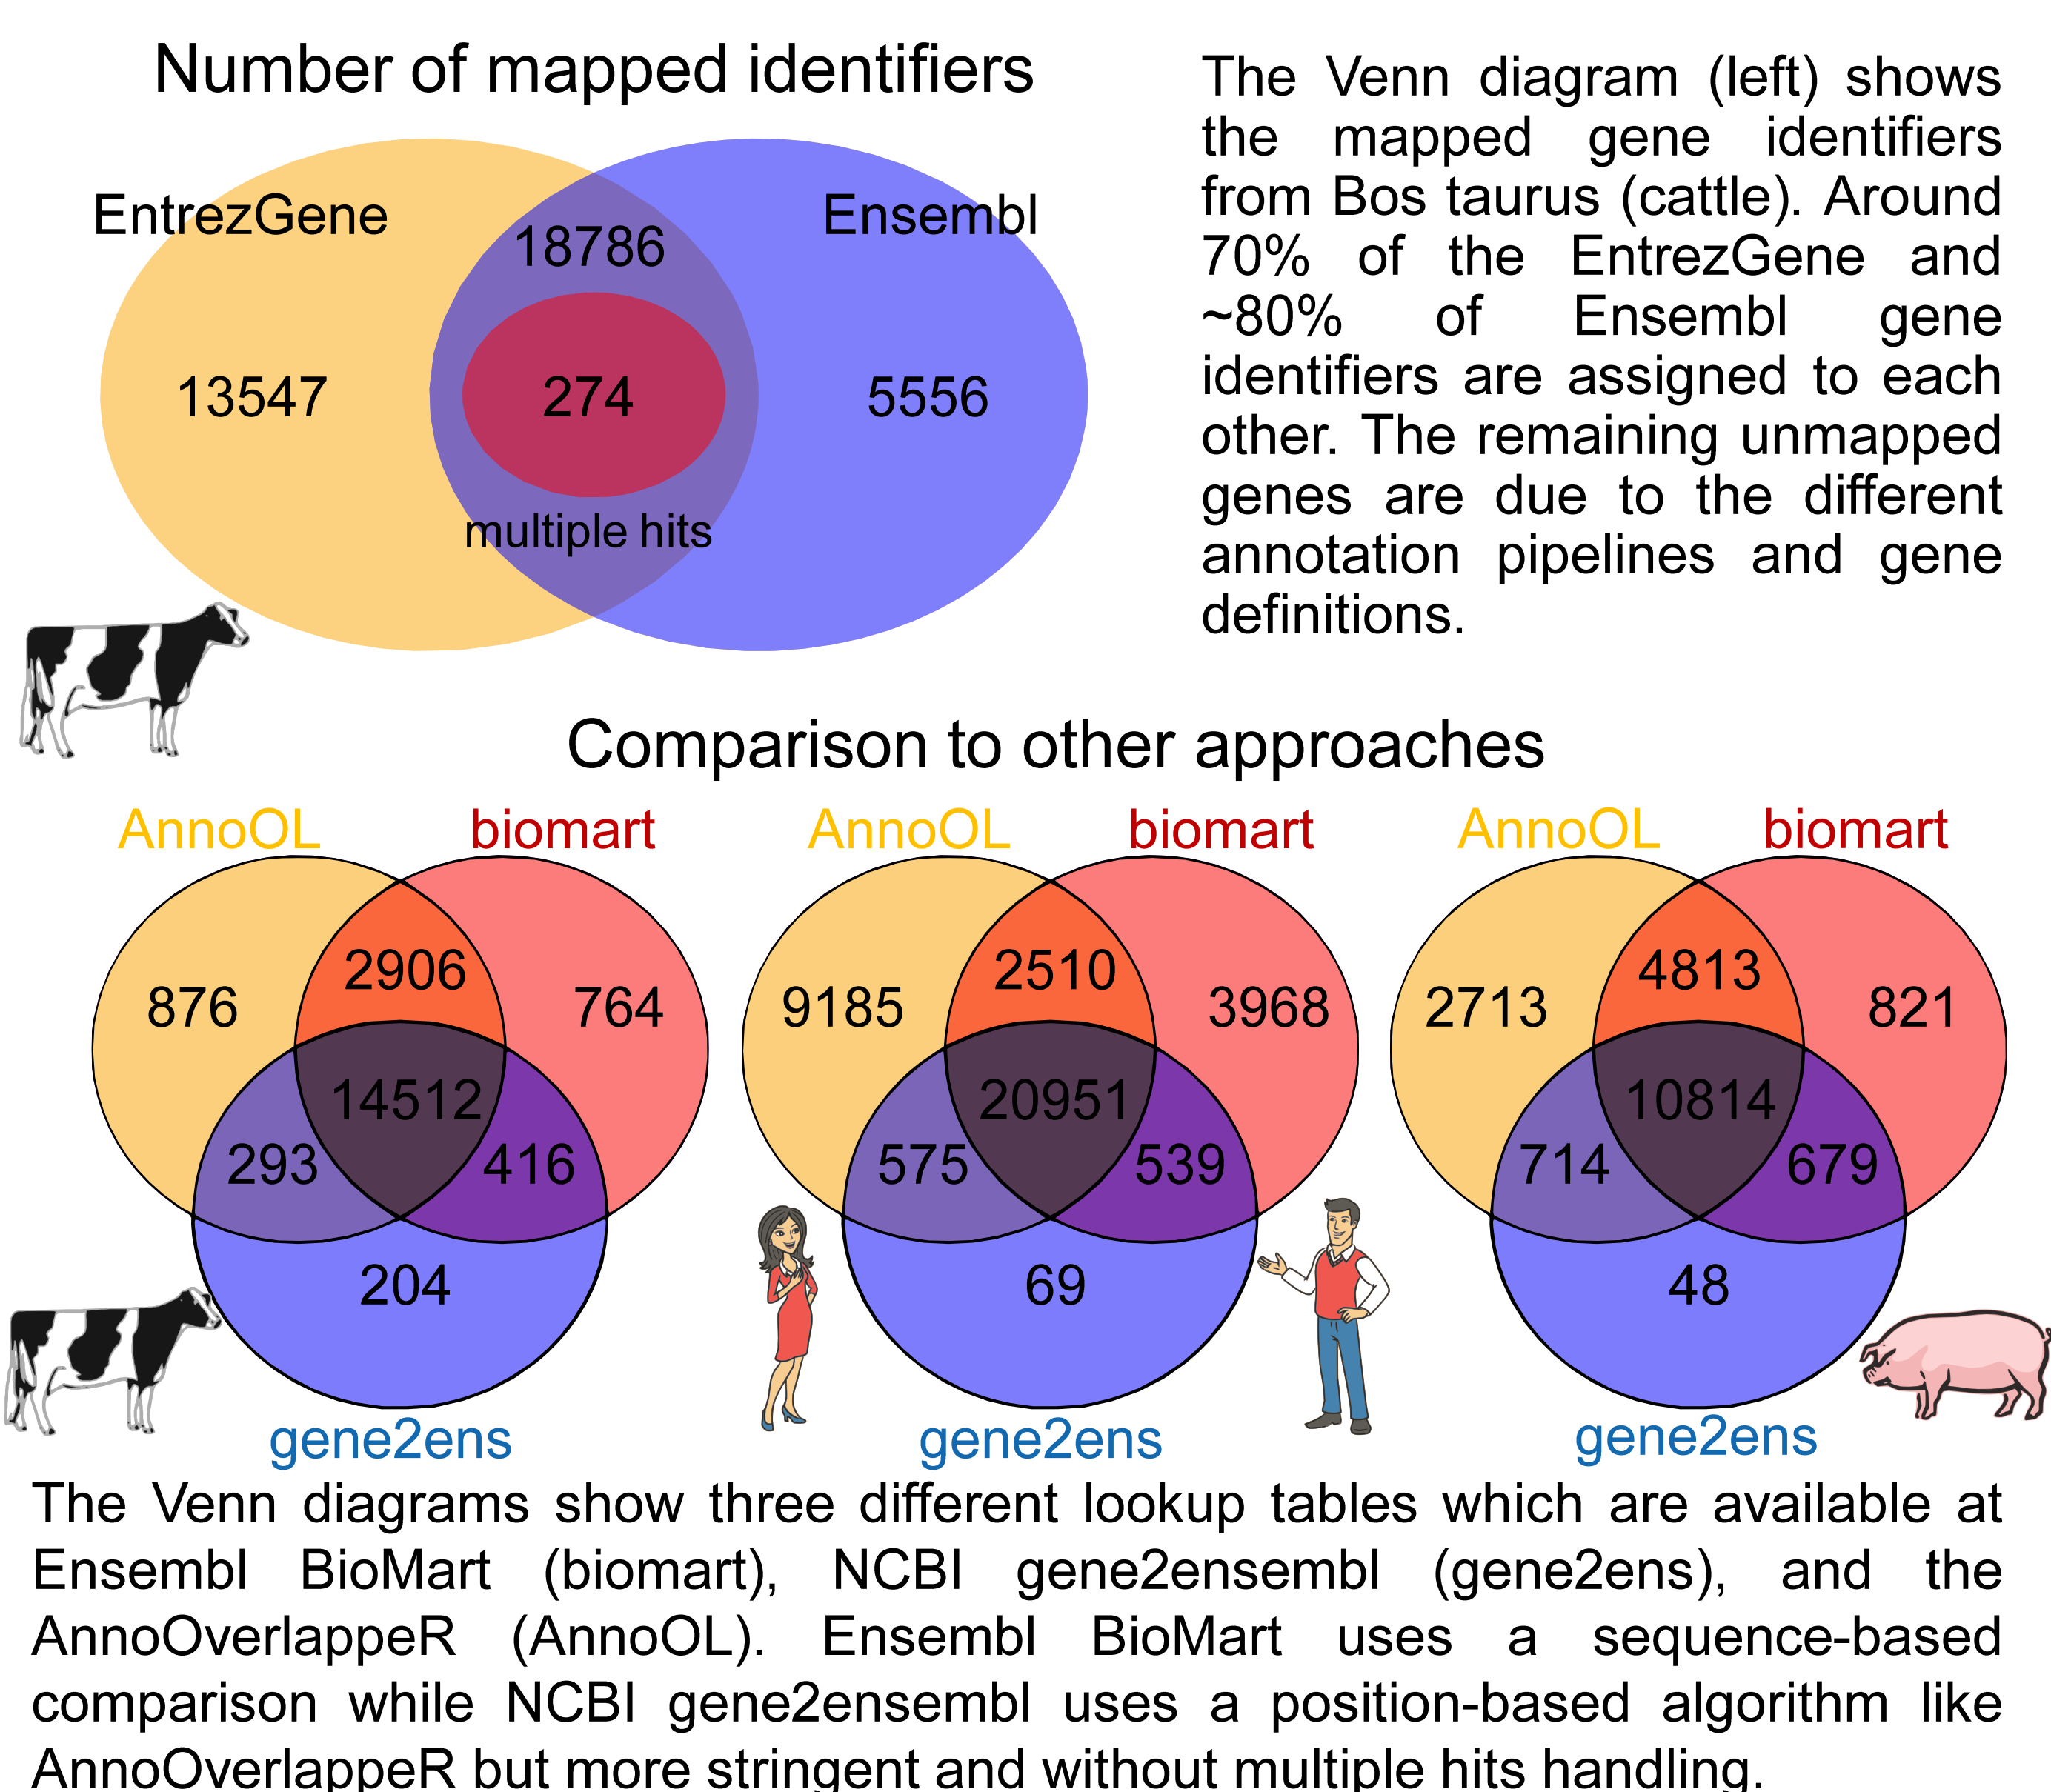 Number of mapped identifiers
EntrezGene
Ensembl
18786
13547
274
5556
multiple hits
The Venn diagram (left) shows
the mapped gene identifiers
from Bos taurus (cattle). Around
70% of the EntrezGene and
~80% of Ensembl gene
identifiers are assigned to each
other. The remaining unmapped
genes are due to the different
annotation pipelines and gene
definitions.
Comparison to other approaches
AnnoOL
biomart
876
2906
764
14512
293
416
204
gene2ens
AnnoOL
biomart
9185
2510
3968
20951
575
539
69
gene2ens
AnnoOL
biomart
2713
4813
821
10814
714
679
48
gene2ens
The Venn diagrams show three different lookup tables which are available at
Ensembl BioMart (biomart), NCBI gene2ensembl (gene2ens), and the
AnnoOverlappeR (AnnoOL). Ensembl BioMart uses a sequence-based
comparison while NCBI gene2ensembl uses a position-based algorithm like
AnnoOverlappeR but more stringent and without multiple hits handling.